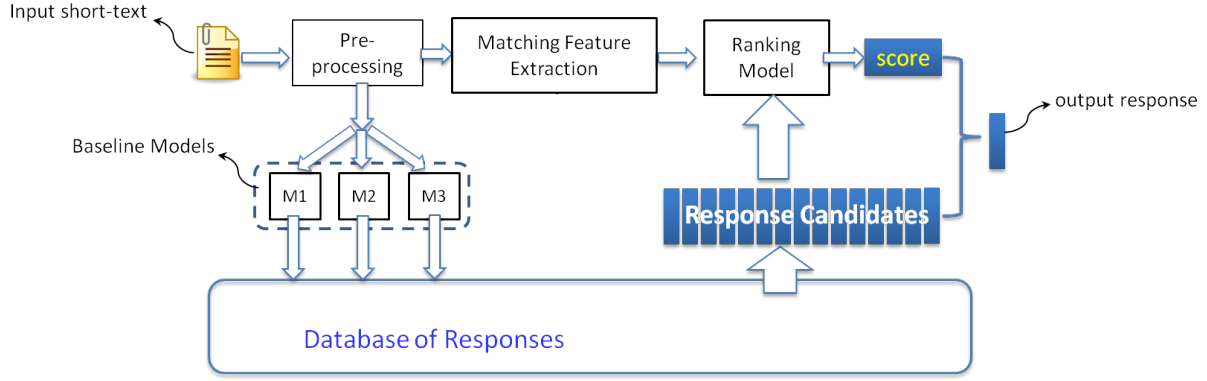 Input short-text
Pre-
processing
Matching Feature
Extraction
Ranking
Model
score
output response
Baseline Models
M1
M2
M3
Response Candidates
Database of Responses